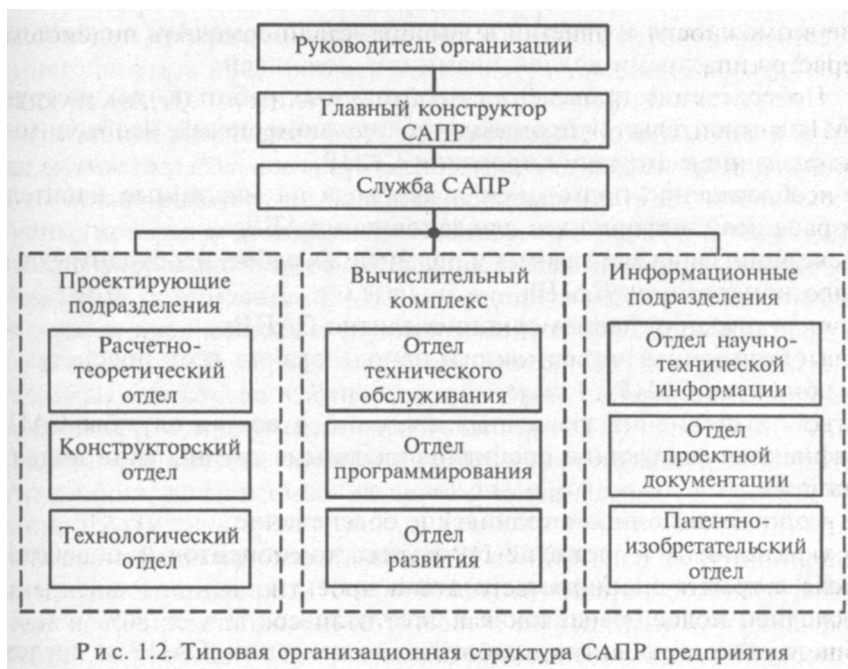 Руководитель организации
Главный конструктор
САПР
Служба САПР
Проектирующие
подразделения
Расчетно-
теоретический
отдел
Конструкторский
отдел
Технологический
отдел
Вычислительный
комплекс
Отдел
технического
обслуживания
Отдел
программирования
Отдел
развития
Информационные
подразделения
Отдел научно-
технической
информации
Отдел
проектной
документации
Патентно-
изобретательский
отдел
Рис. 1.2. Типовая организационная структура САПР предприятия